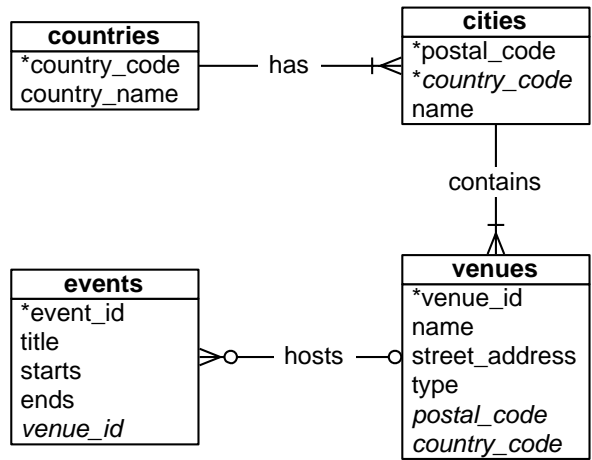 countries
*country_code
country_name
has
cities
*postal_code
*country_code
name
contains
events
*event_id
title
starts
ends
venue_id
hosts
venues
*venue_id
name
street_address
type
postal_code
country_code